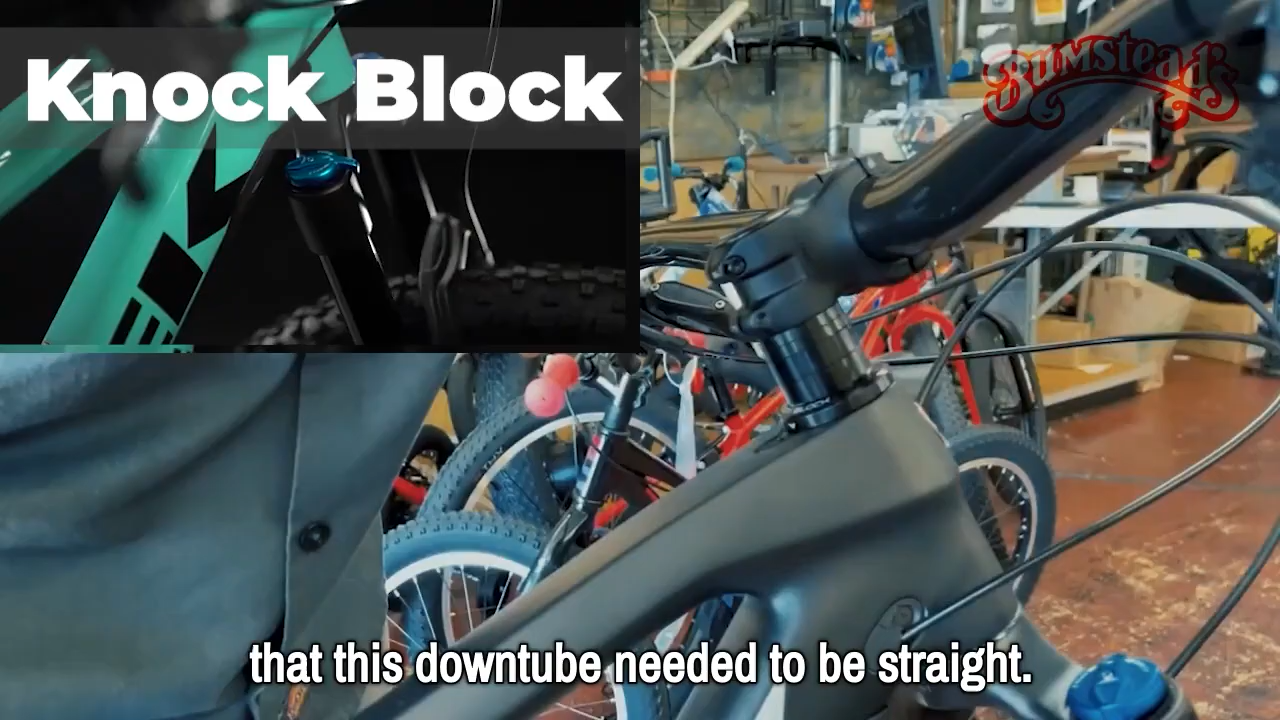 Knock Block
Bumstead's
that this downtube needed to be straight.